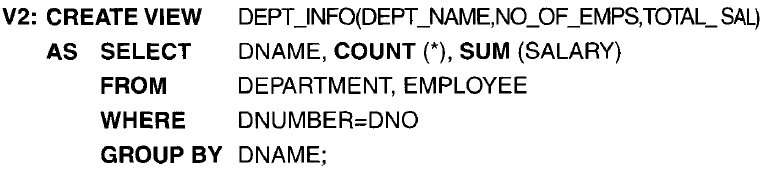 V2: CREATE VIEW DEPT_INFO(DEPT_NAME,NO_OF_EMPS,TOTAL_SAL)
AS SELECT DNAME, COUNT (*), SUM (SALARY)
FROM DEPARTMENT, EMPLOYEE
WHERE DNUMBER=DNO
GROUP BY DNAME;